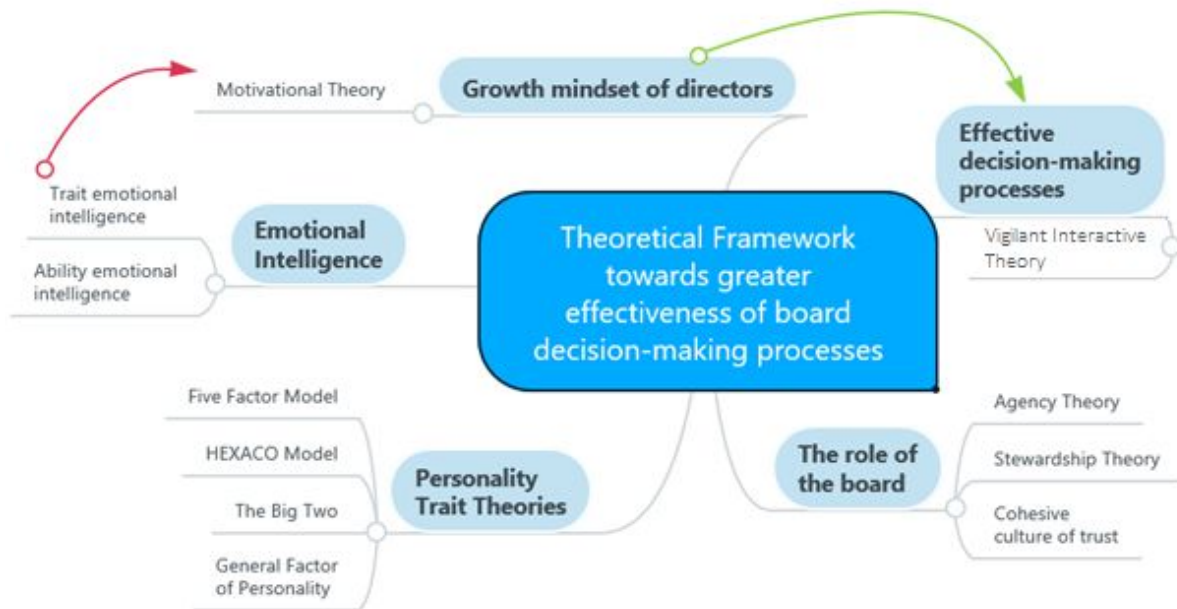 Motivational Theory
Growth mindset of directors
Effective
decision-making
processes
Vigilant Interactive
Theory
Trait emotional
intelligence
Ability emotional
intelligence
Emotional
Intelligence
Theoretical Framework
towards greater
effectiveness of board
decision-making processes
Five Factor Model
HEXACO Model
The Big Two
General Factor
of Personality
Personality
Trait Theories
The role of
the board
Agency Theory
Stewardship Theory
Cohesive
culture of trust